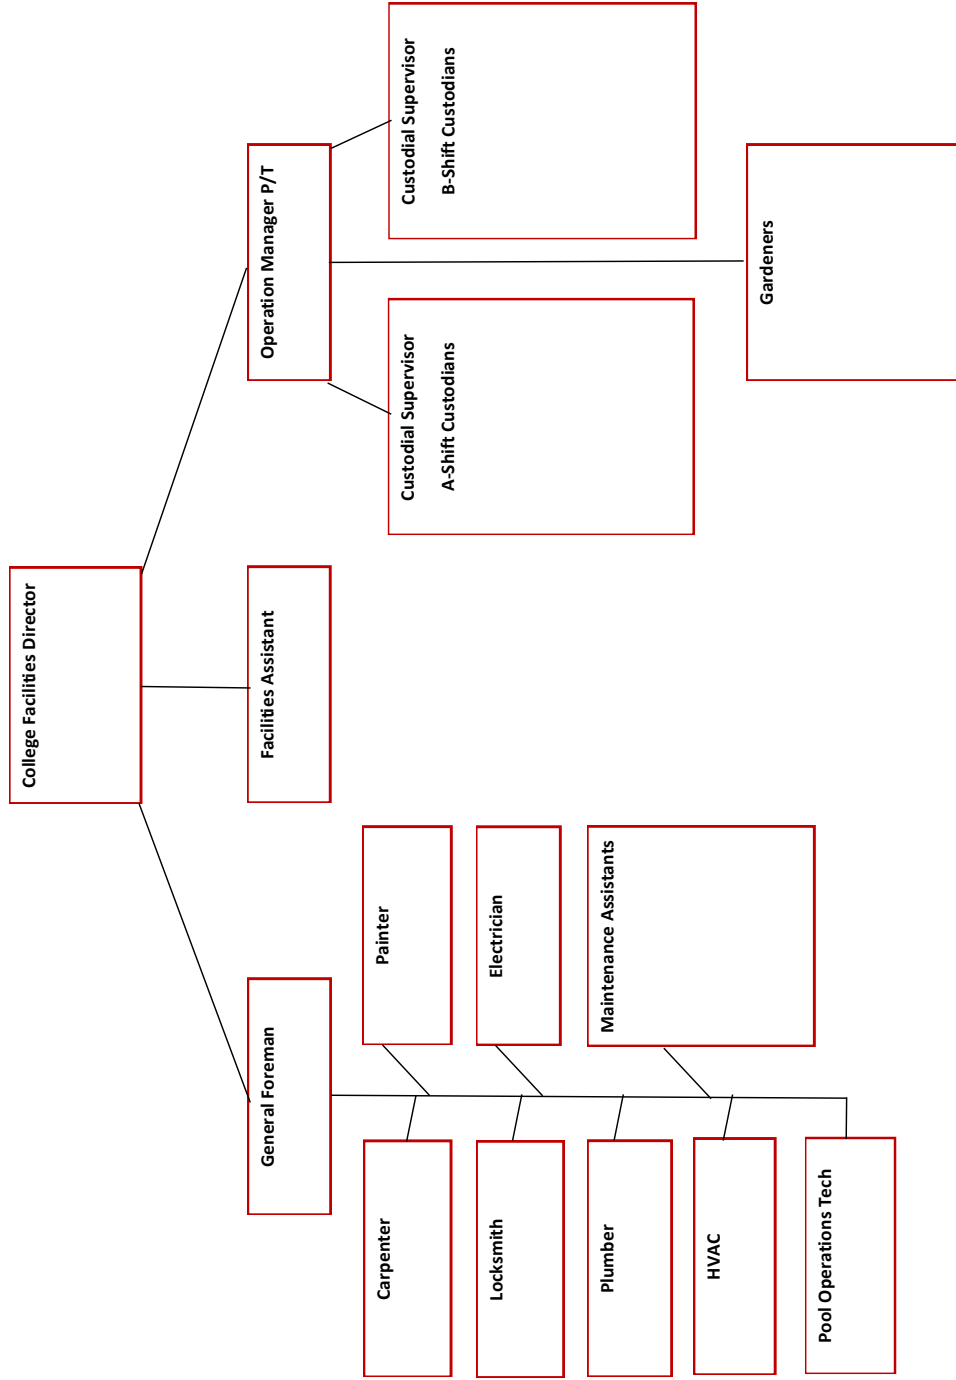 College Facilities Director
General Foreman
Facilities Assistant
Operation Manager P/T
Carpenter
Painter
Locksmith
Electrician
Plumber
Maintenance Assistants
HVAC
Pool Operations Tech
Custodial Supervisor
A-Shift Custodians
Custodial Supervisor
B-Shift Custodians
Gardeners